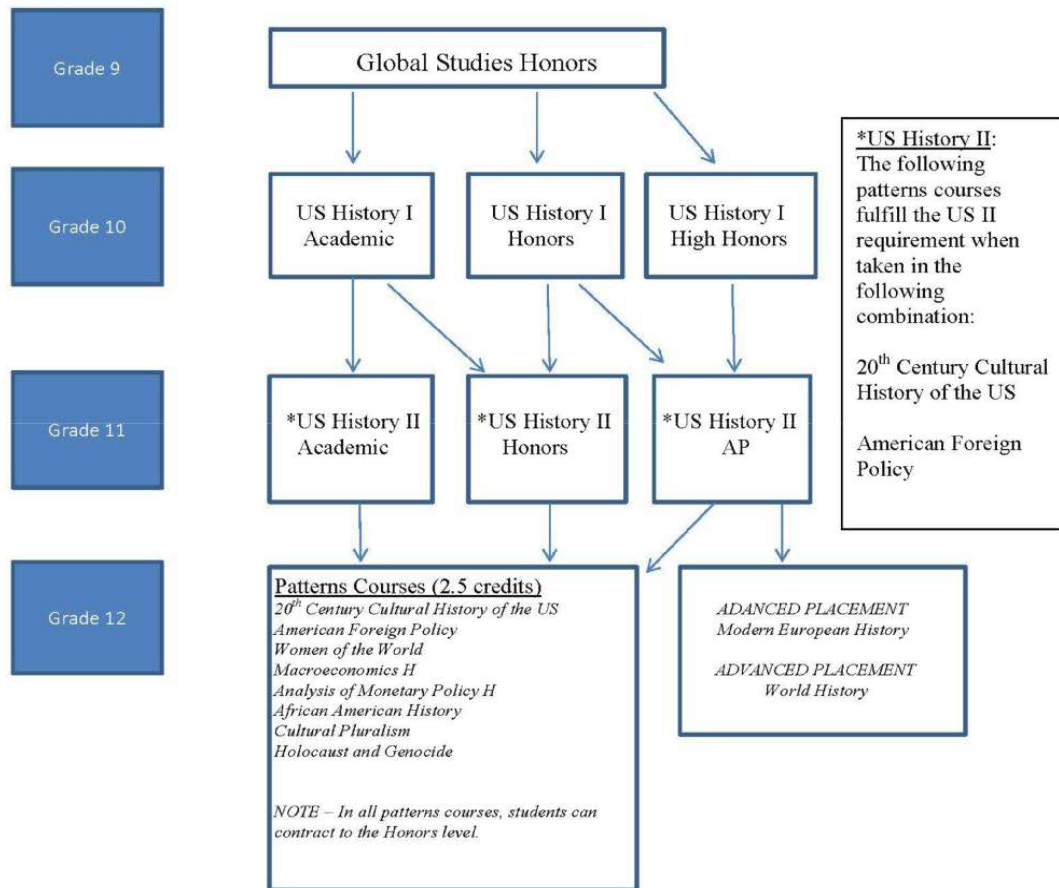 Grade 9
Global Studies Honors
Grade 10
US History I
Academic
US History I
Honors
US History I
High Honors
*US History II:
The following
patterns courses
fulfill the US II
requirement when
taken in the
following
combination:
20th Century Cultural
History of the US
American Foreign
Policy
Grade 11
*US History II
Academic
*US History II
Honors
*US History II
AP
Grade 12
Patterns Courses (2.5 credits)
20th Century Cultural History of the US
American Foreign Policy
Women of the World
Macroeconomics H
Analysis of Monetary Policy H
African American History
Cultural Pluralism
Holocaust and Genocide
NOTE – In all patterns courses, students can
contract to the Honors level.
ADANCED PLACEMENT
Modern European History
ADVANCED PLACEMENT
World History